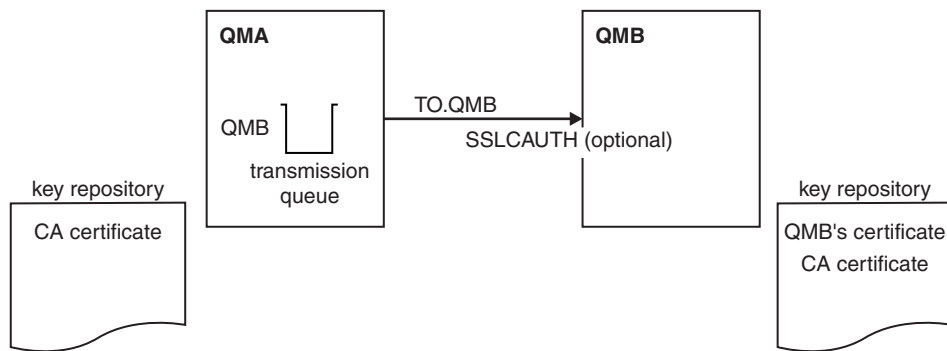 QMA
QMB
TO.QMB
QMB
SSLCAUTH (optional)
transmission
queue
key repository
CA certificate
key repository
QMB's certificate
CA certificate